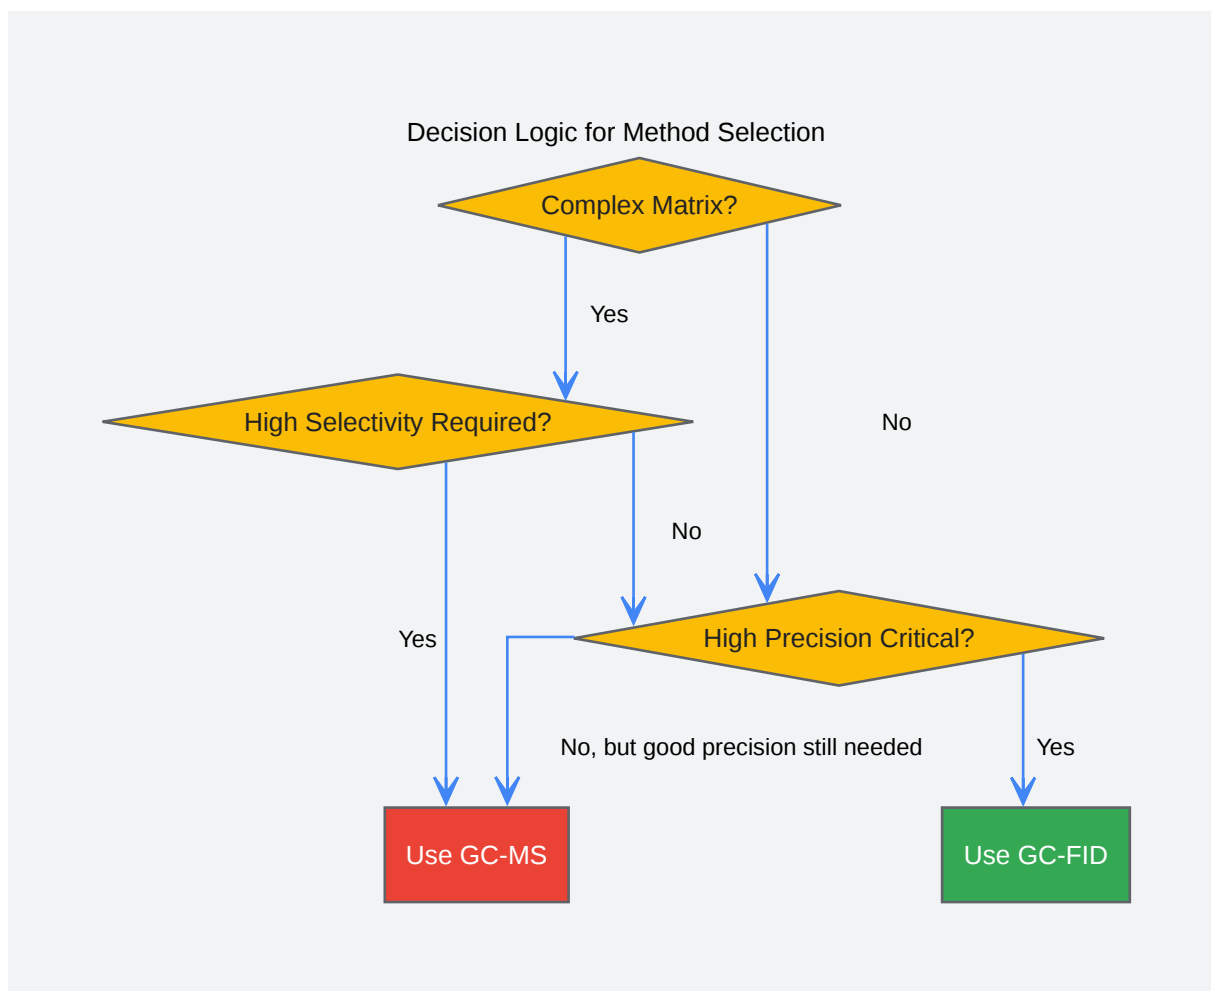 Decision Logic for Method Selection
Complex Matrix?
Yes
High Selectivity Required?
No
No
Yes
High Precision Critical?
No, but good precision still needed
Yes
Use GC-MS
Use GC-FID